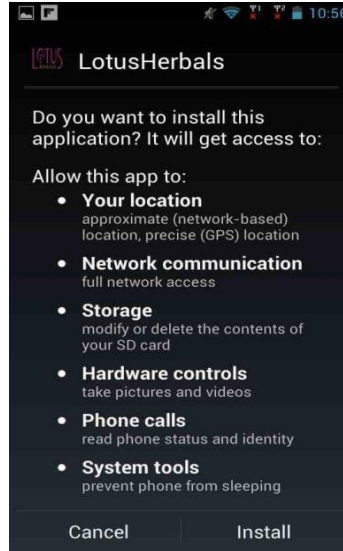 10:56
LOTUS
LotusHerbals
Do you want to install this
application? It will get access to:
Allow this app to:
• Your location
approximate (network-based)
location, precise (GPS) location
• Network communication
full network access
• Storage
modify or delete the contents of
your SD card
• Hardware controls
take pictures and videos
• Phone calls
read phone status and identity
• System tools
prevent phone from sleeping
Cancel
Install